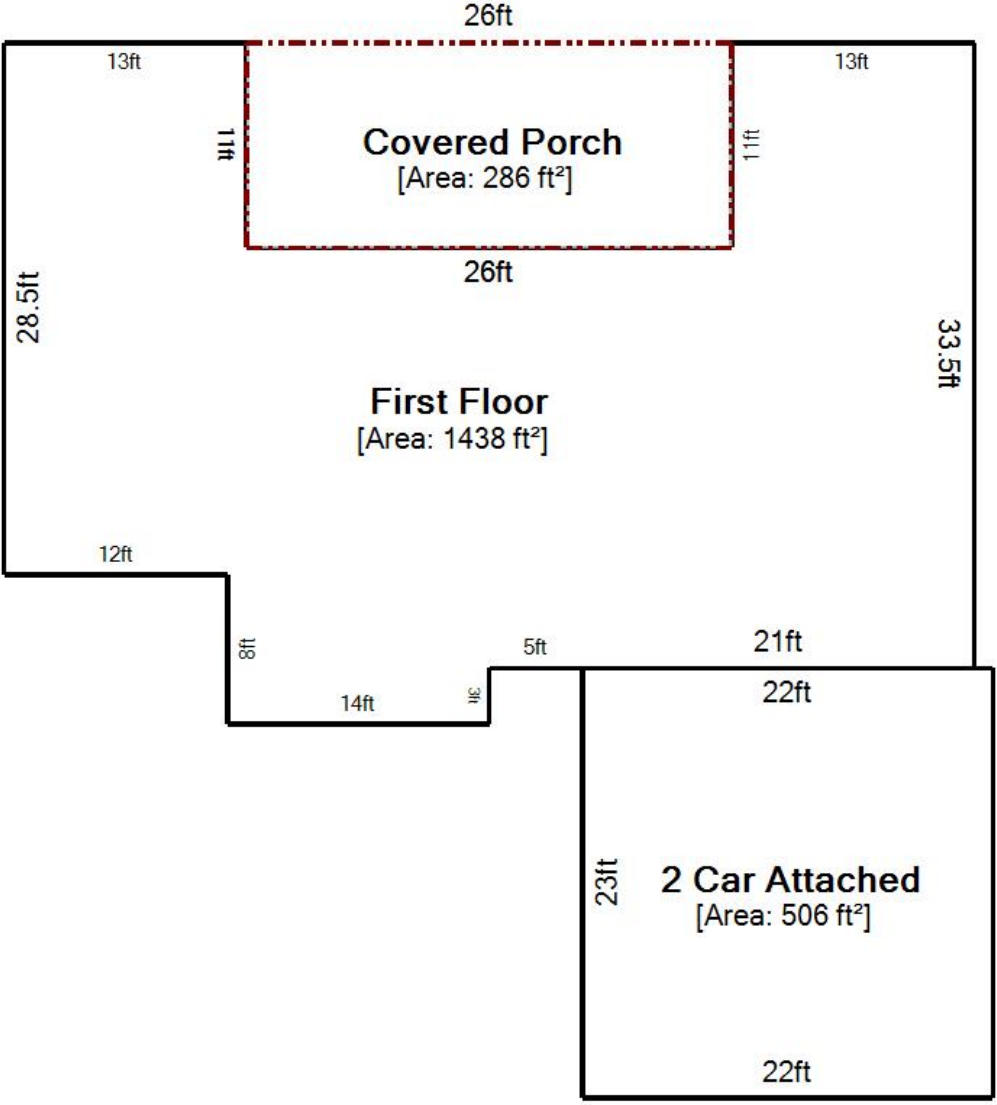 26ft
13ft
13ft
11ft
Covered Porch
[Area: 286 ft²]
11ft
26ft
28.5ft
33.5ft
First Floor
[Area: 1438 ft²]
12ft
8ft
5ft
21ft
14ft
3ft
22ft
23ft
2 Car Attached
[Area: 506 ft²]
22ft